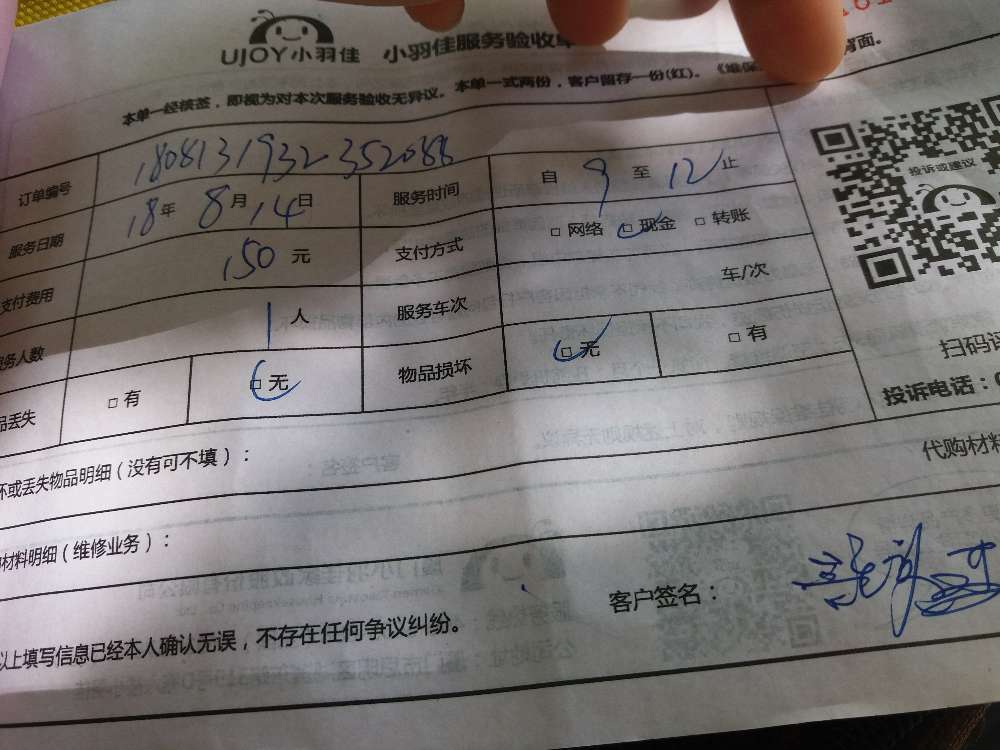 UJOY小羽佳 小羽佳服务验收单
本单一经核签，即视为对本次服务验收无异议。本单一式两份，客户留存一份(红)。《维保 背面。
订单编号 180813193235208
服务日期 18年 8月 14日 服务时间 自 9 至 12 止
支付费用 150 元 支付方式 □ 网络 □ 现金 □ 转账
务人数 1 人 服务车次 车/次
品丢失 □ 有 □ 无 物品损坏 □ 无 □ 有
投诉或建议
扫码
投诉电话：0
坏或丢失物品明细（没有可不填）：
代购材料
材料明细（维修业务）：
客户签名：
以上填写信息已经本人确认无误，不存在任何争议纠纷。